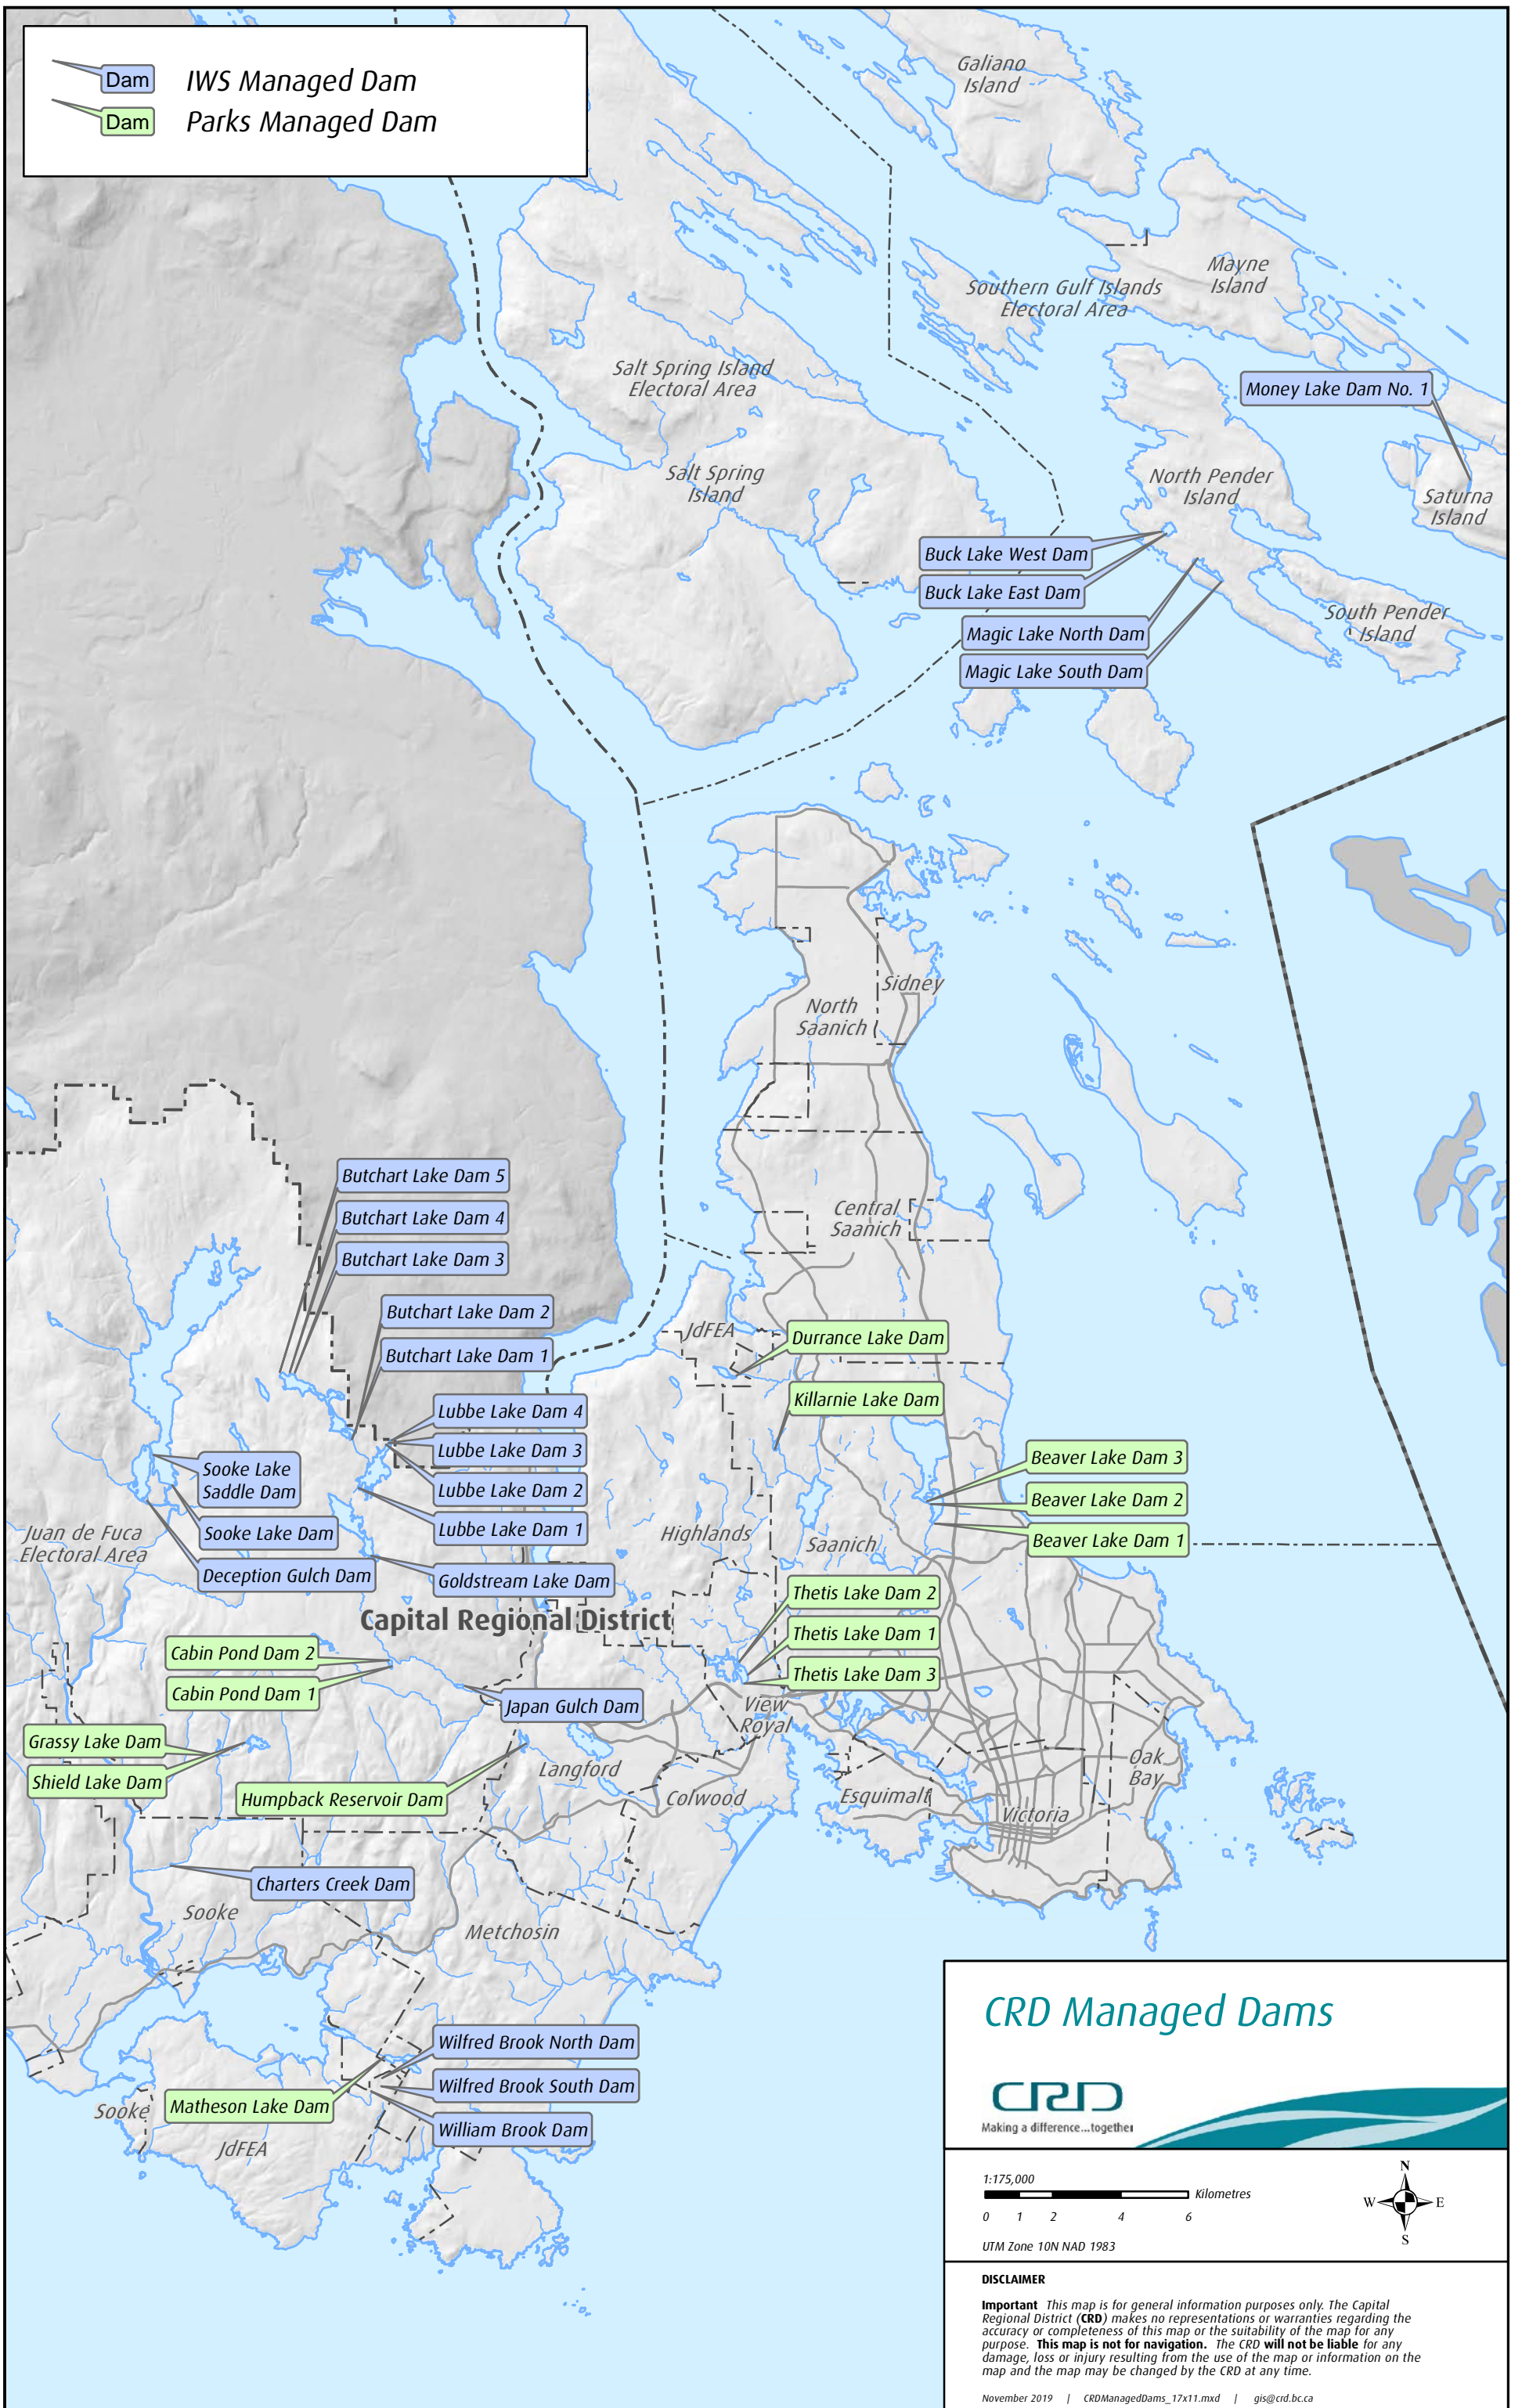 Dam IWS Managed Dam
Dam Parks Managed Dam
Galiano
Island
Mayne
Island
Southern Gulf Islands
Electoral Area
Salt Spring Island
Electoral Area
Money Lake Dam No. 1
Salt Spring
Island
North Pender
Island
Saturna
Island
Buck Lake West Dam
Buck Lake East Dam
Magic Lake North Dam
Magic Lake South Dam
South Pender
Island
Sidney
North
Saanich
Central
Saanich
Butchart Lake Dam 5
Butchart Lake Dam 4
Butchart Lake Dam 3
Butchart Lake Dam 2
Butchart Lake Dam 1
JdFEA
Durrance Lake Dam
Killarnie Lake Dam
Lubbe Lake Dam 4
Lubbe Lake Dam 3
Lubbe Lake Dam 2
Lubbe Lake Dam 1
Sooke Lake
Saddle Dam
Sooke Lake Dam
Deception Gulch Dam
Juan de Fuca
Electoral Area
Goldstream Lake Dam
Highlands
Saanich
Beaver Lake Dam 3
Beaver Lake Dam 2
Beaver Lake Dam 1
Capital Regional District
Thetis Lake Dam 2
Thetis Lake Dam 1
Thetis Lake Dam 3
Cabin Pond Dam 2
Cabin Pond Dam 1
Japan Gulch Dam
View
Royal
Grassy Lake Dam
Shield Lake Dam
Humpback Reservoir Dam
Langford
Colwood
Esquimalt
Victoria
Oak
Bay
Charters Creek Dam
Sooke
Metchosin
Wilfred Brook North Dam
Wilfred Brook South Dam
William Brook Dam
Matheson Lake Dam
Sooke
JdFEA
CRD Managed Dams
CRD
Making a difference...together
1:175,000
Kilometres
0 1 2 4 6
UTM Zone 10N NAD 1983
N
W E
S
DISCLAIMER
Important This map is for general information purposes only. The Capital
Regional District (CRD) makes no representations or warranties regarding the
accuracy or completeness of this map or the suitability of the map for any
purpose. This map is not for navigation. The CRD will not be liable for any
damage, loss or injury resulting from the use of the map or information on the
map and the map may be changed by the CRD at any time.
November 2019 | CRDManagedDams_17x11.mxd | gis@crd.bc.ca